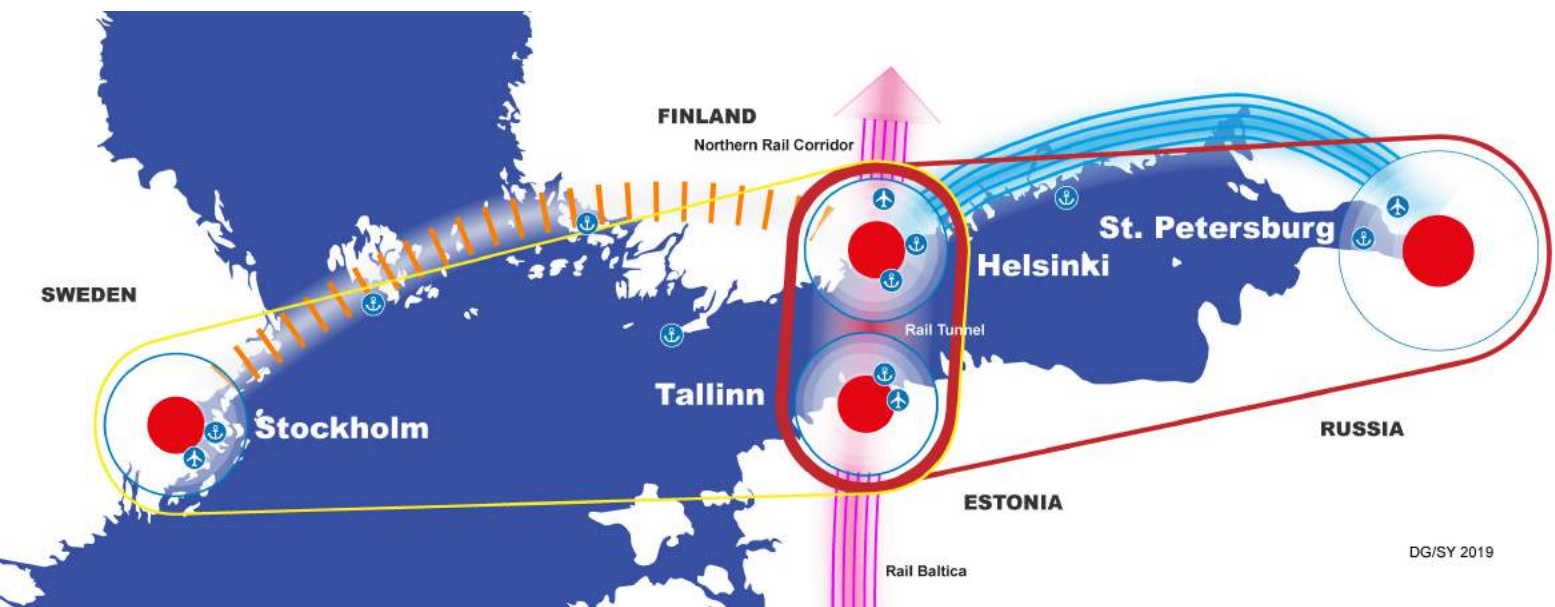 FINLAND
Northern Rail Corridor
St. Petersburg
Helsinki
SWEDEN
Rail Tunnel
Tallinn
Stockholm
RUSSIA
ESTONIA
DG/SY 2019
Rail Baltica